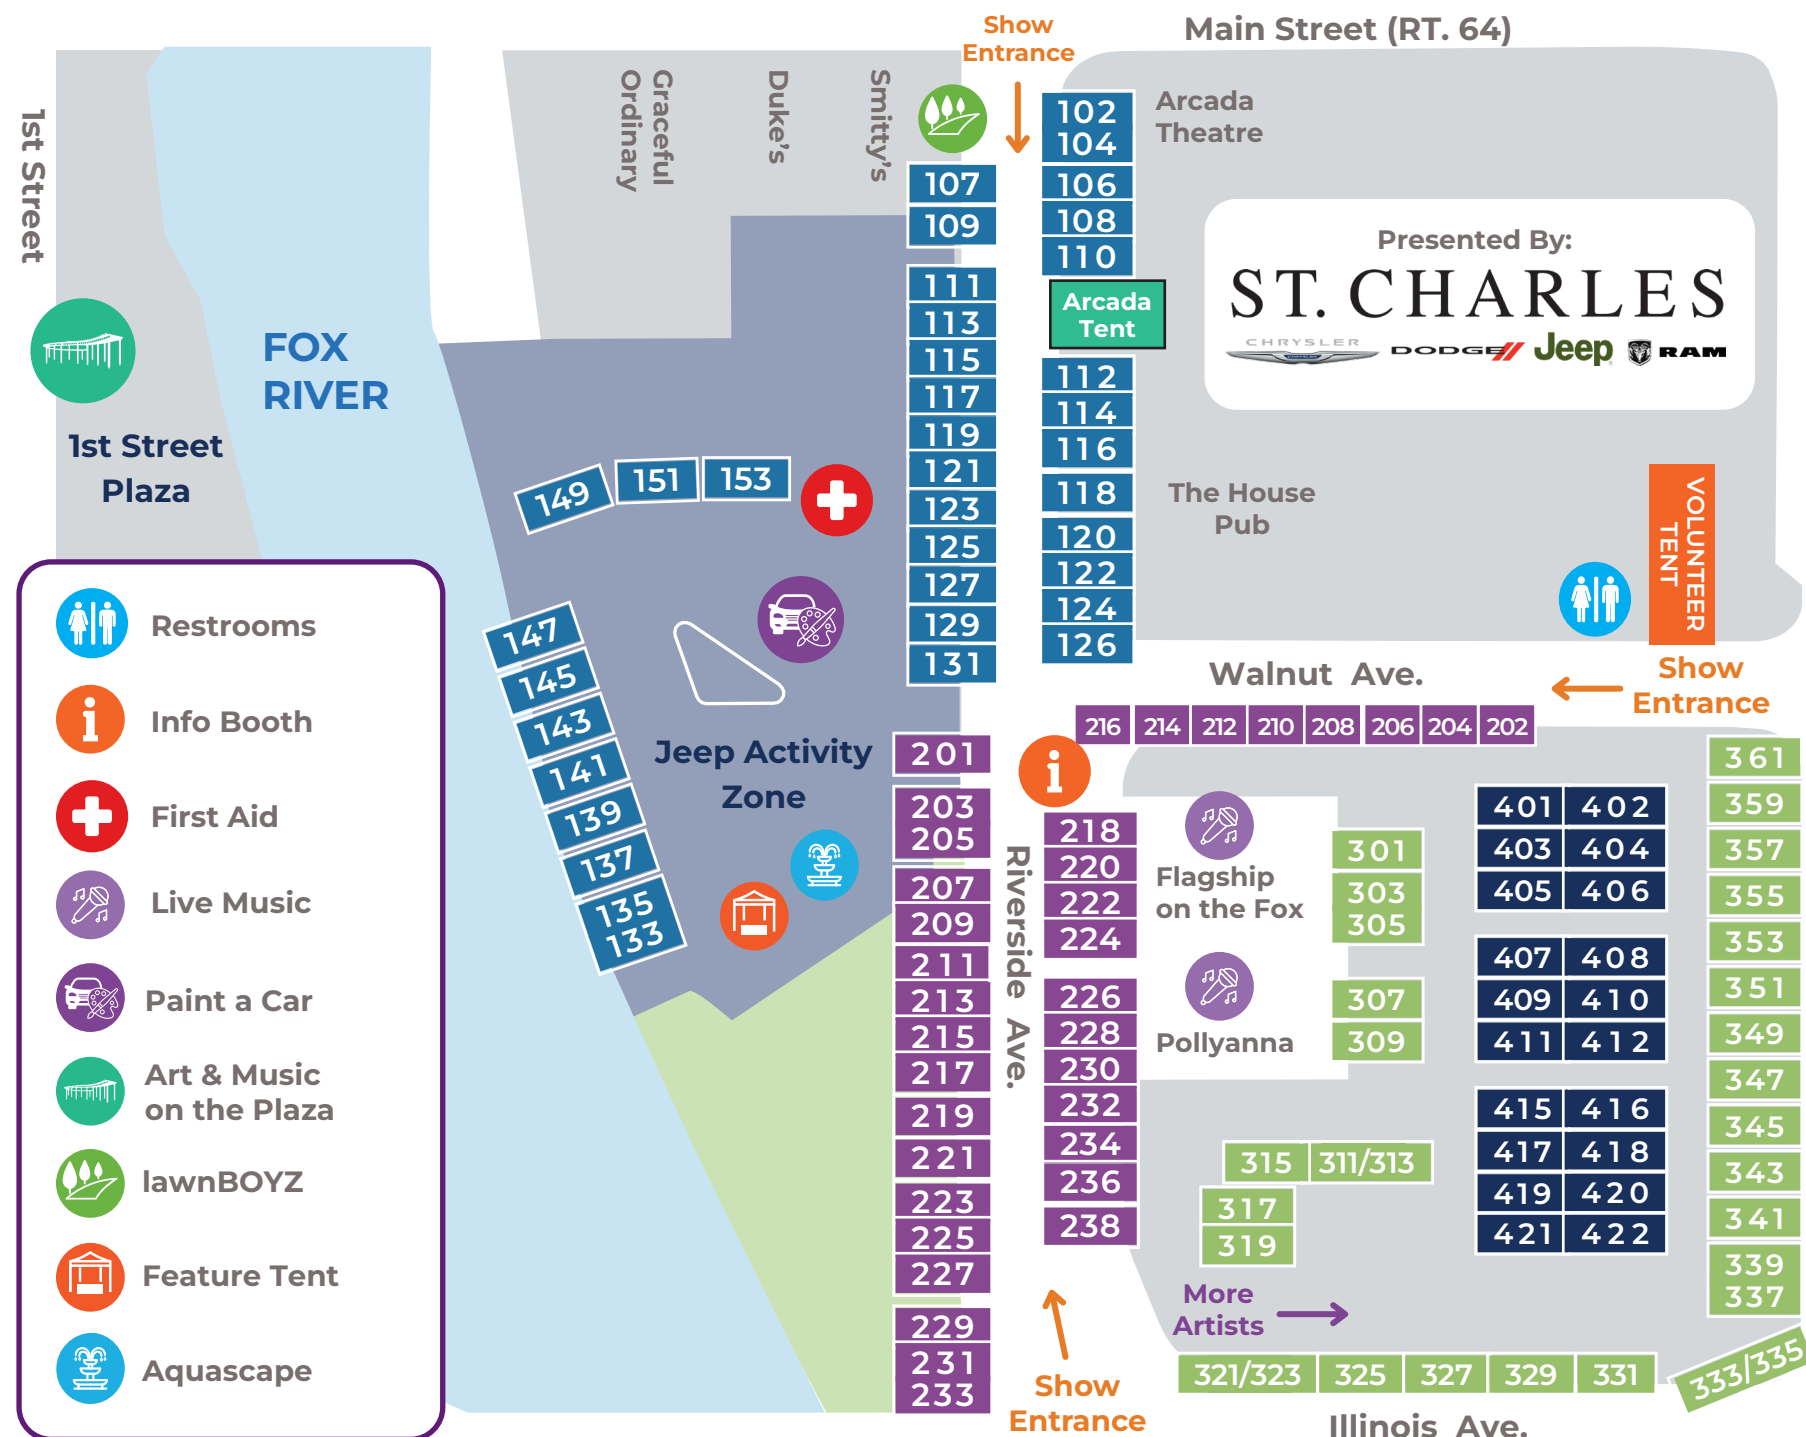 Main Street (RT. 64)
Show
Entrance
1st Street
Graceful
Ordinary
Duke's
Smitty's
102
104
Arcada
Theatre
107
109
106
108
110
Arcada
Tent
Presented By:
ST. CHARLES
CHRYSLER
DODGE
Jeep
RAM
FOX
RIVER
1st Street
Plaza
111
113
115
117
119
121
123
125
127
129
131
112
114
116
118
120
122
124
126
The House
Pub
VOLUNTEER
TENT
149
151
153
147
145
143
141
139
137
135
133
Jeep Activity
Zone
Walnut Ave.
Show
Entrance
216
214
212
210
208
206
204
202
201
203
205
207
209
211
213
215
217
219
221
223
225
227
229
231
233
Riverside Ave.
218
220
222
224
226
228
230
232
234
236
238
Flagship
on the Fox
Pollyanna
301
303
305
307
309
315
311/313
317
319
401 402
403 404
405 406
407 408
409 410
411 412
415 416
417 418
419 420
421 422
361
359
357
355
353
351
349
347
345
343
341
339
337
333/335
More
Artists
321/323
325
327
329
331
Show
Entrance
Illinois Ave.
Restrooms
Info Booth
First Aid
Live Music
Paint a Car
Art & Music
on the Plaza
lawnBOYZ
Feature Tent
Aquascape